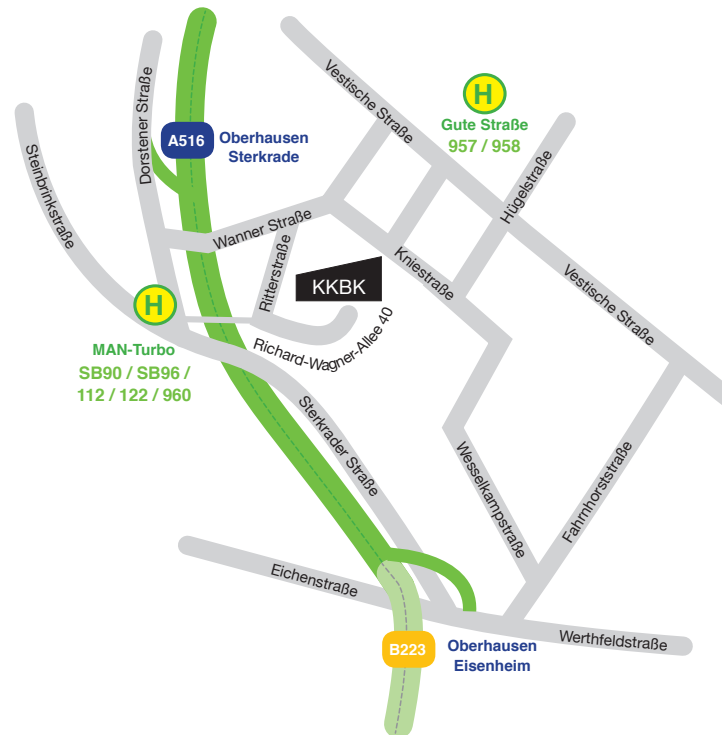 Vestische Straße
H
Gute Straße
957 / 958
Dorstener Straße
A516
Oberhausen
Sterkrade
Steinbrinkstraße
Hügelstraße
Wanner Straße
Ritterstraße
Kniestraße
Vestische Straße
KKBK
H
MAN-Turbo
SB90 / SB96 /
112 / 122 / 960
Richard-Wagner-Allee 40
Sterkrader Straße
Wesselkampstraße
Fahrnhorststraße
Eichenstraße
B223
Oberhausen
Eisenheim
Werthfeldstraße